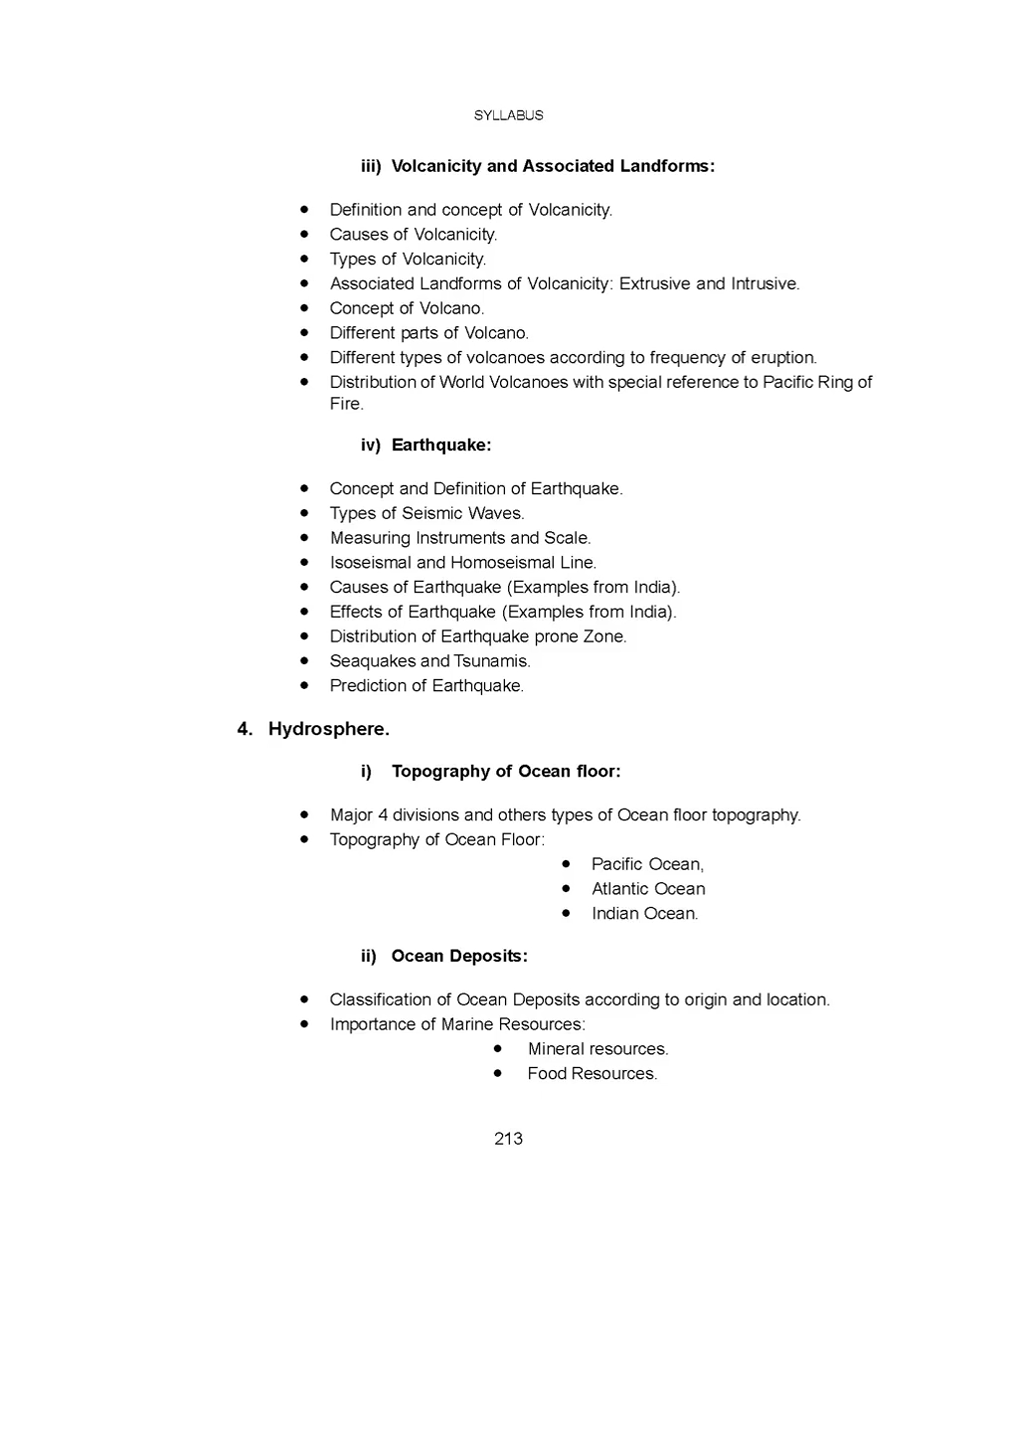 SYLLABUS
iii) Volcanicity and Associated Landforms:
● Definition and concept of Volcanicity.
● Causes of Volcanicity.
● Types of Volcanicity.
● Associated Landforms of Volcanicity: Extrusive and Intrusive.
● Concept of Volcano.
● Different parts of Volcano.
● Different types of volcanoes according to frequency of eruption.
● Distribution of World Volcanoes with special reference to Pacific Ring of
Fire.
iv) Earthquake:
● Concept and Definition of Earthquake.
● Types of Seismic Waves.
● Measuring Instruments and Scale.
● Isoseismal and Homoseismal Line.
● Causes of Earthquake (Examples from India).
● Effects of Earthquake (Examples from India).
● Distribution of Earthquake prone Zone.
● Seaquakes and Tsunamis.
● Prediction of Earthquake.
4. Hydrosphere.
i) Topography of Ocean floor:
● Major 4 divisions and others types of Ocean floor topography.
● Topography of Ocean Floor:
● Pacific Ocean,
● Atlantic Ocean
● Indian Ocean.
ii) Ocean Deposits:
● Classification of Ocean Deposits according to origin and location.
● Importance of Marine Resources:
● Mineral resources.
● Food Resources.
213